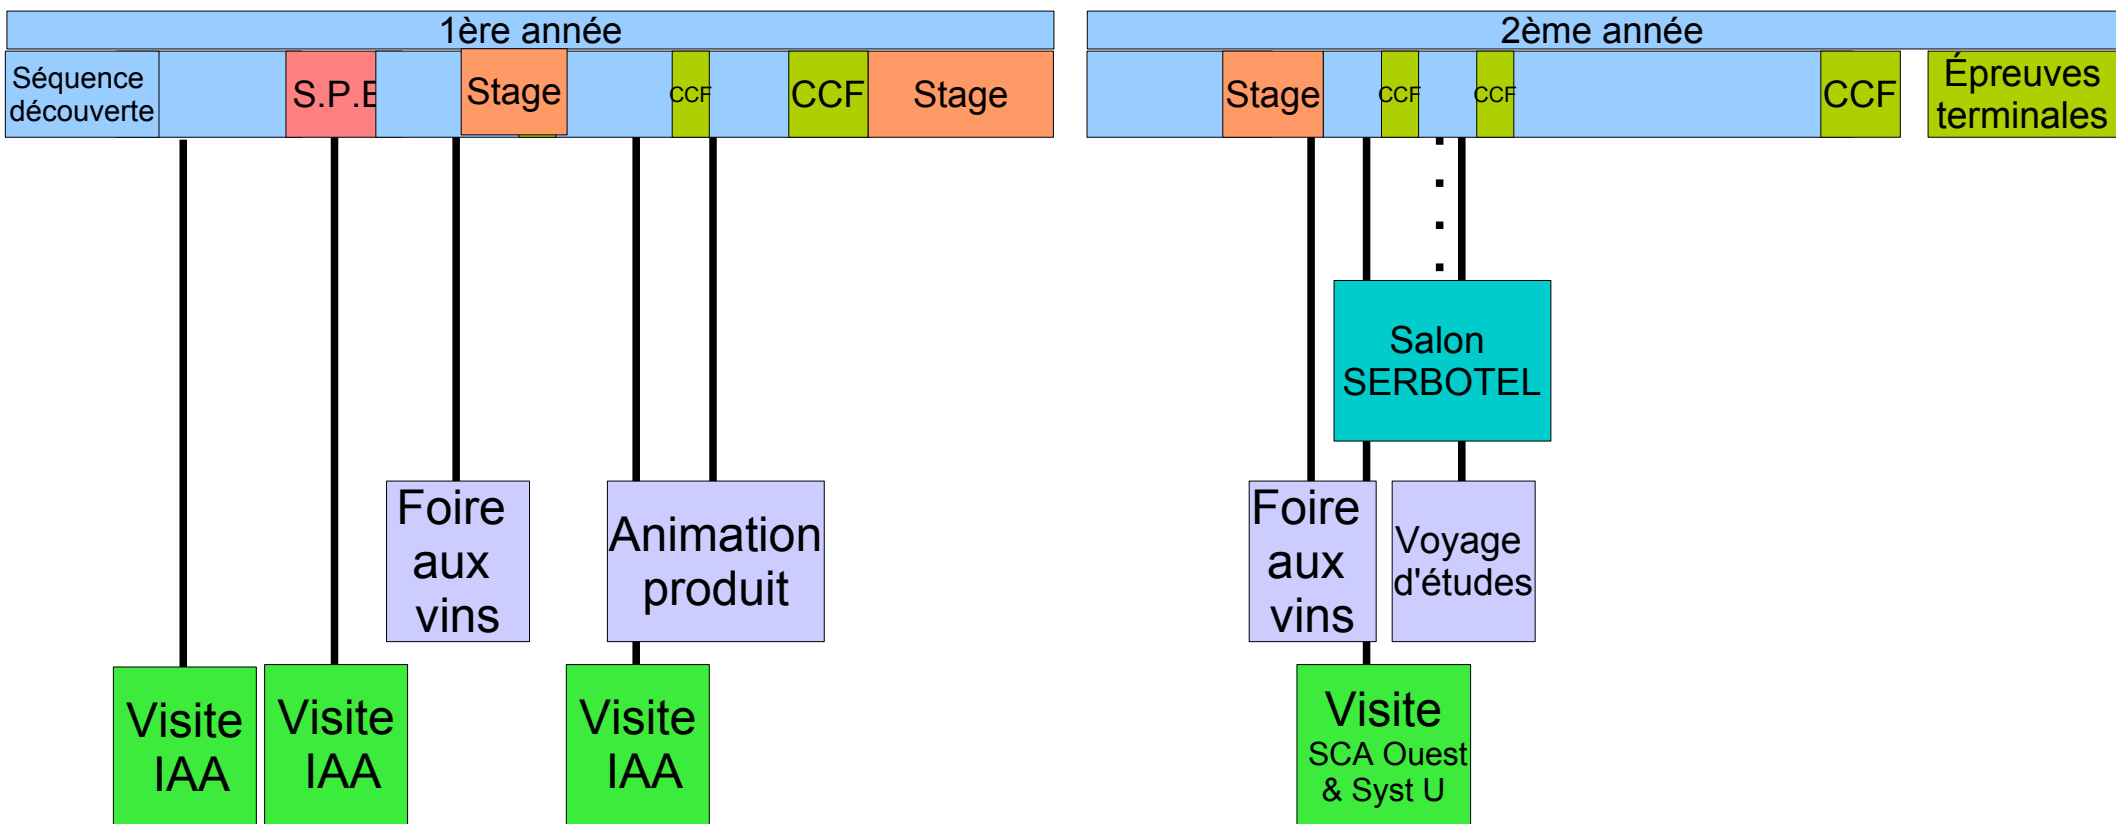 1ère année
2ème année
Séquence
découverte
S.P.E
Stage
CCF
CCF
Stage
Stage
CCF
CCF
CCF
Épreuves
terminales
Salon
SERBOTEL
Foire
aux
vins
Animation
produit
Foire
aux
vins
Voyage
d'études
Visite
IAA
Visite
IAA
Visite
IAA
Visite
SCA Ouest
& Syst U